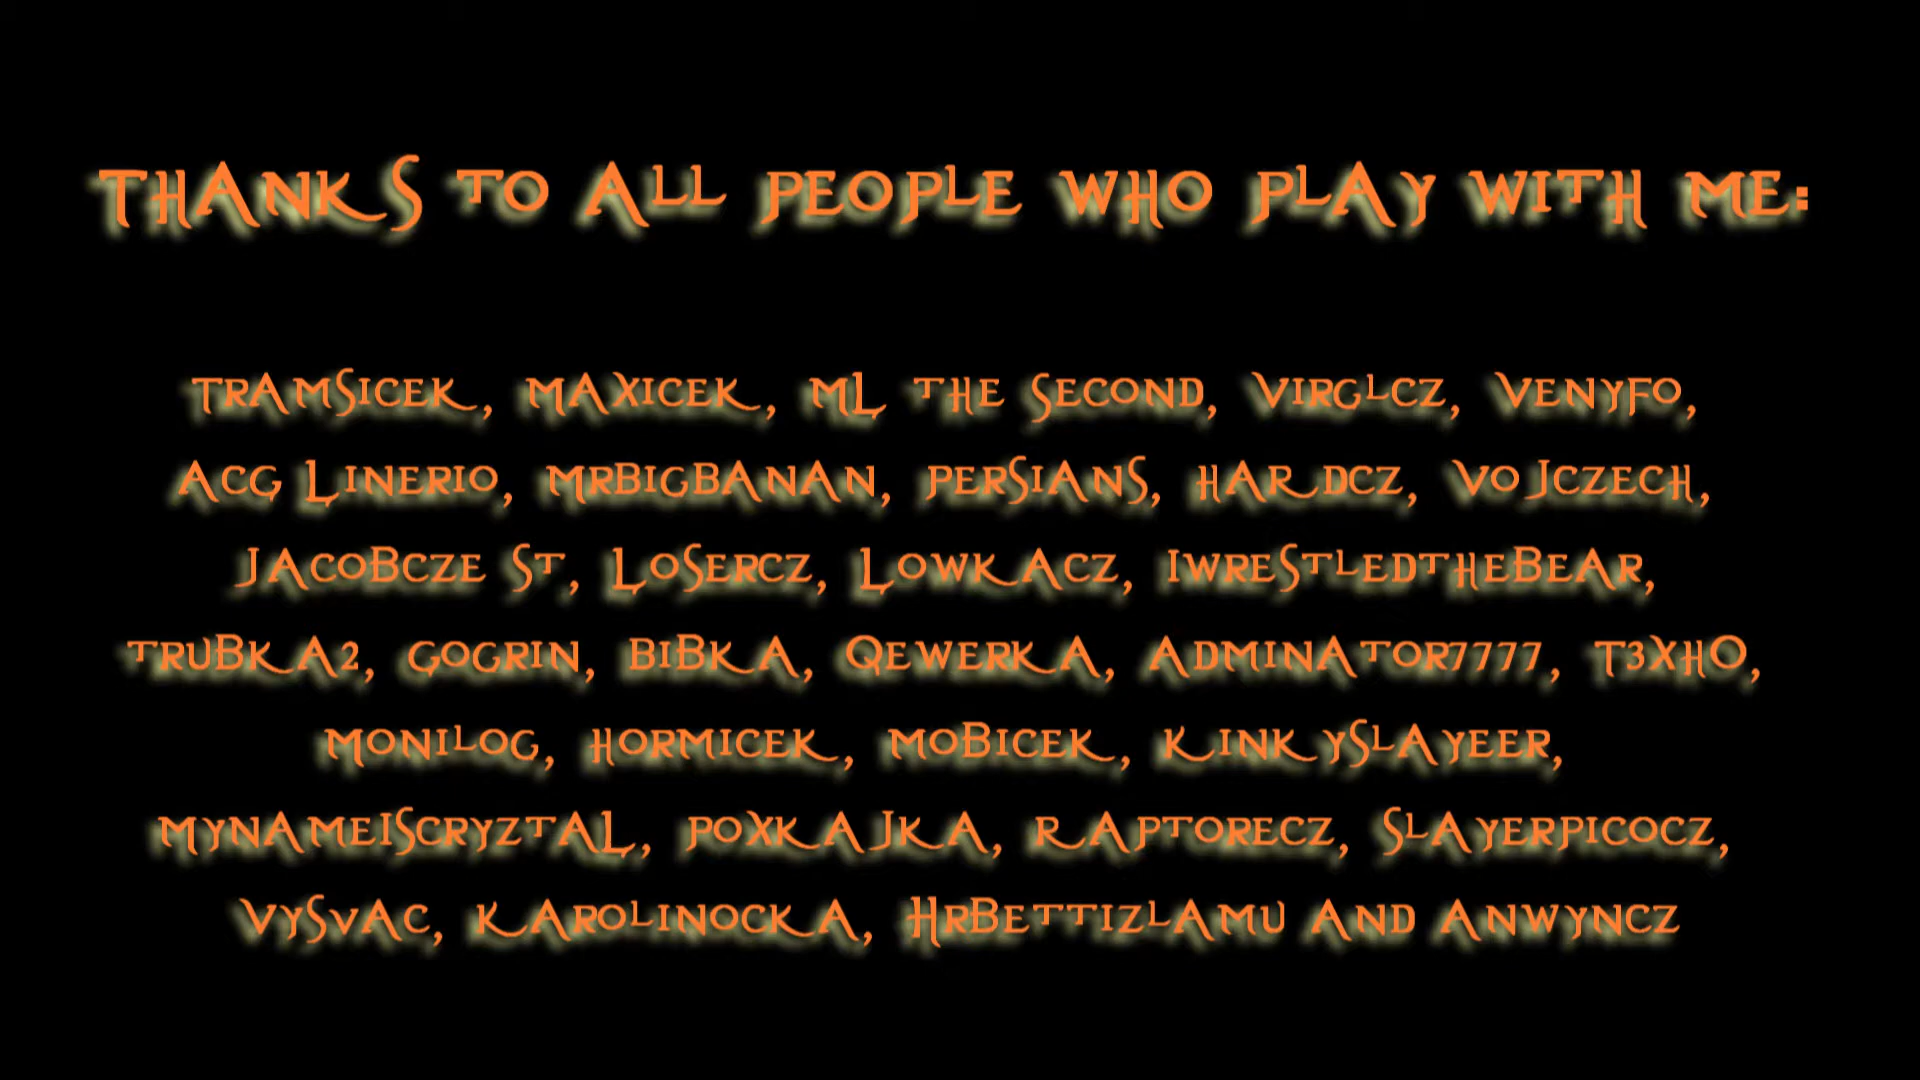 THANKS TO ALL PEOPLE WHO PLAY WITH ME:
TRAMSICEK, MAXICEK, ML THE SECOND, VIRGLCZ, VENYFO,
ACG LINERIO, MRBIGBANAN, PERSIANS, HARDCZ, VOJCZECH,
JACOBCZE ST, LOSERCZ, LOWKACZ, IWRESTLEDTHEBEAR,
TRUBKA2, GOGRIN, BIBKA, QEWERKA, ADMINATOR7777, T3XHO,
MONILOG, HORMICEK, MOBICEK, KINKYSLAYEER,
MYNAMEISCRYZTAL, POXKAJKA, RAPTORECZ, SLAYERPICOCZ,
VYSVAC, KAROLINOCKA, HRBETTIZLAMU AND ANWYNCZ